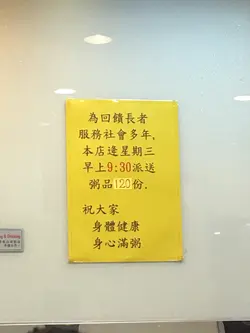 為回饋長者
服務社會多年,
本店逢星期三
早上9:30派送
粥品120份.
祝大家
身體健康
身心滿粥